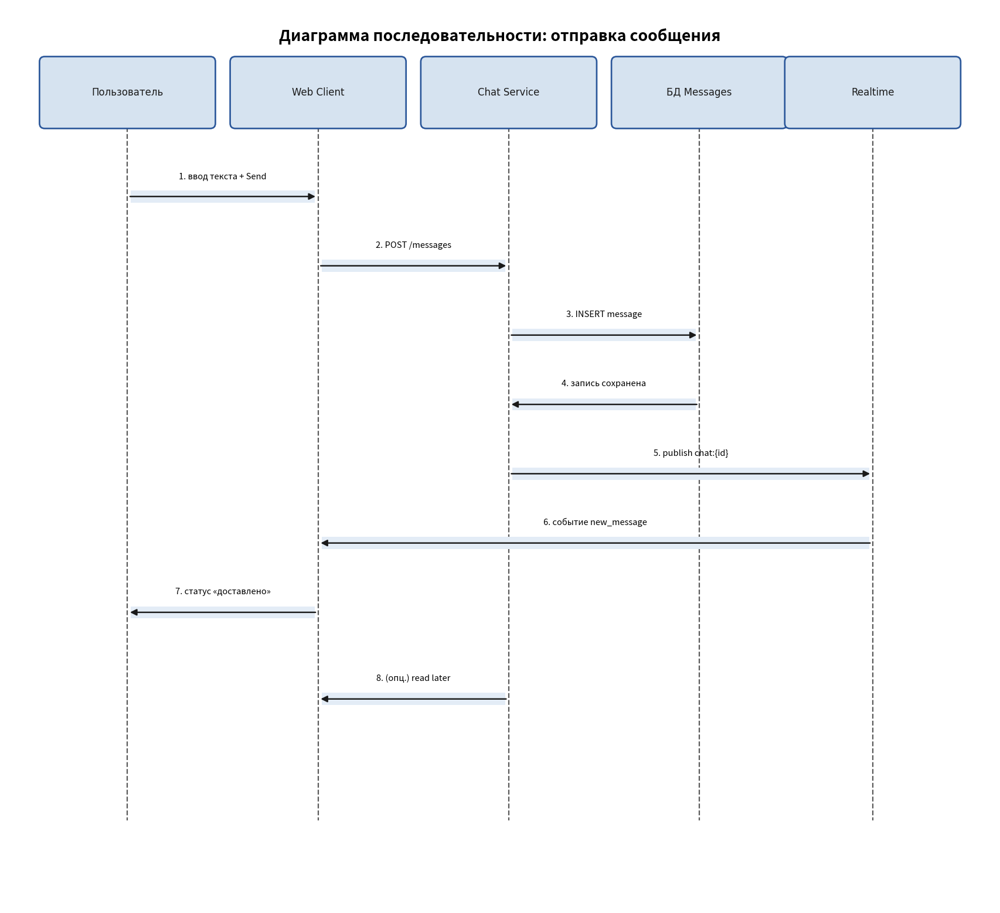 Диаграмма последовательности: отправка сообщения
Пользователь
Web Client
Chat Service
БД Messages
Realtime
1. ввод текста + Send
2. POST /messages
3. INSERT message
4. запись сохранена
5. publish chat:{id}
6. событие new_message
7. статус «доставлено»
8. (опц.) read later